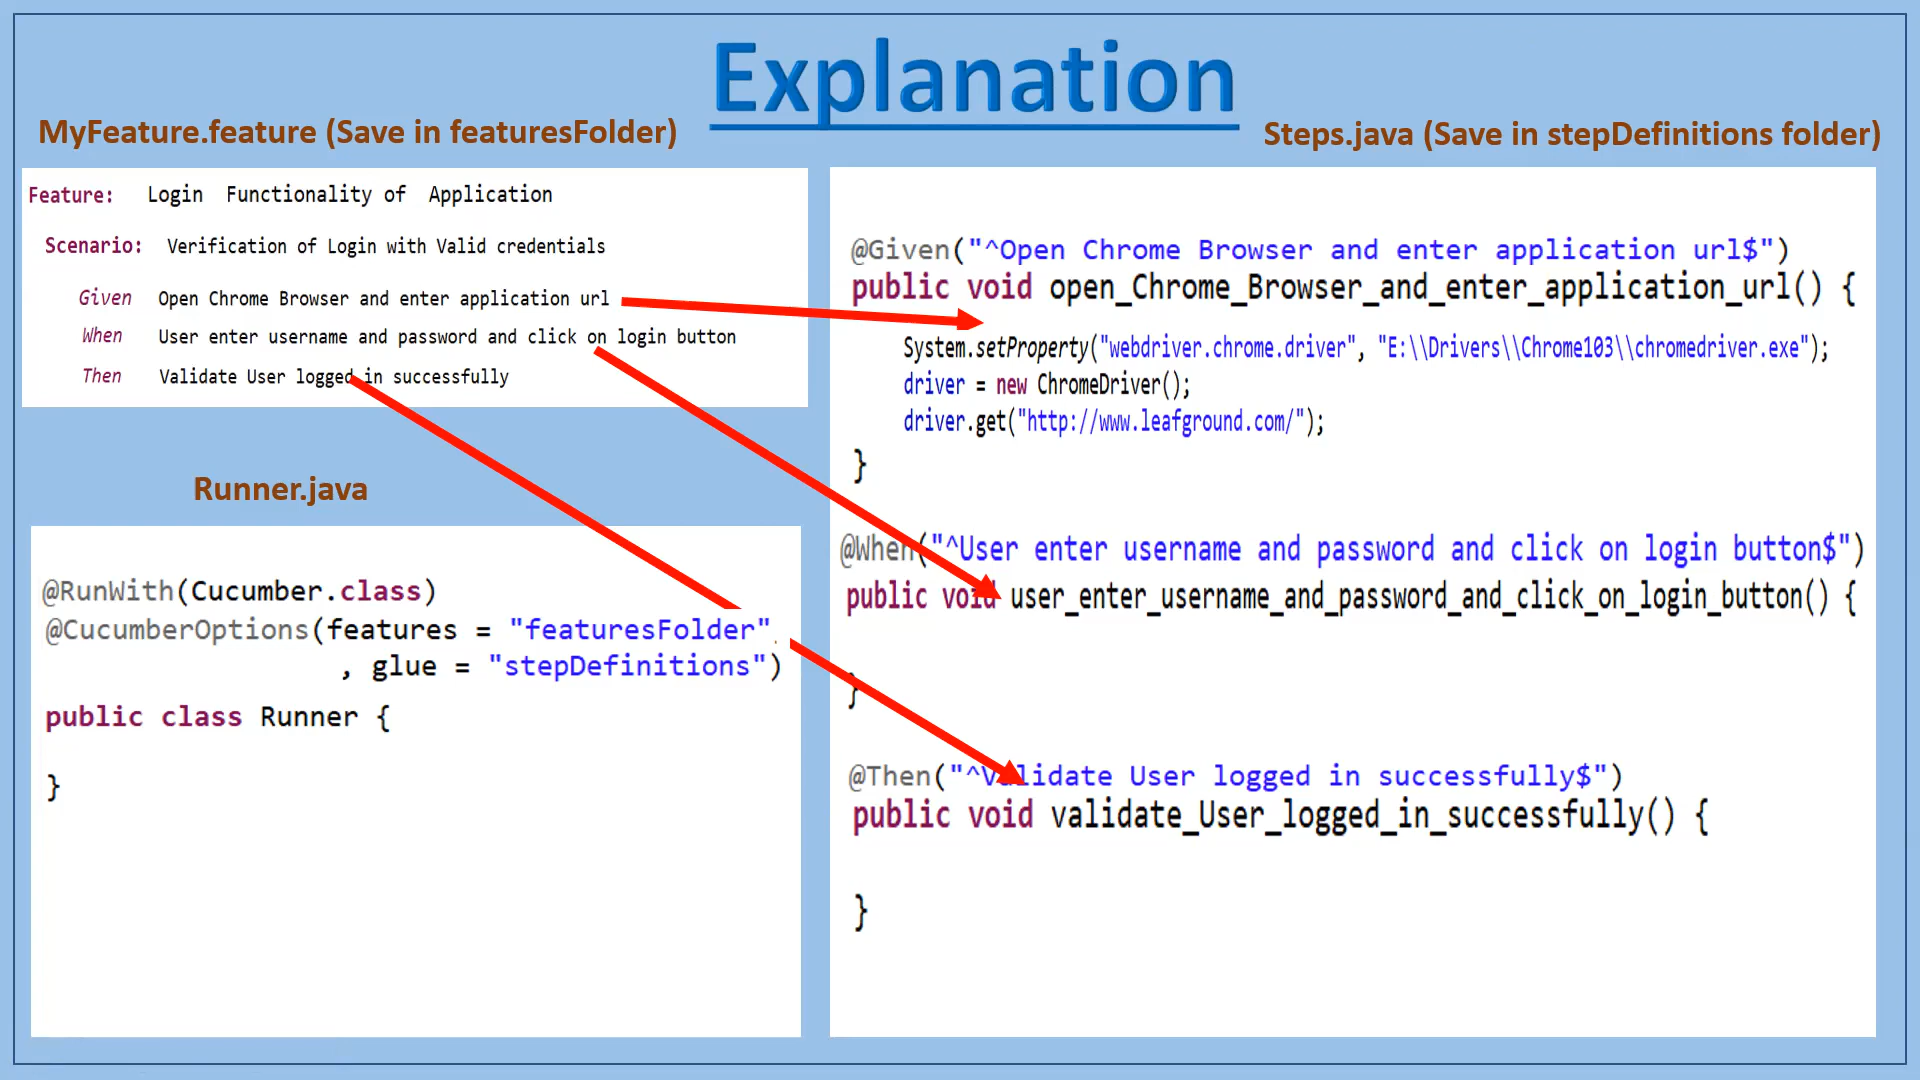 Explanation
MyFeature.feature (Save in featuresFolder)
Feature: Login Functionality of Application
Scenario: Verification of Login with Valid credentials
Given Open Chrome Browser and enter application url
When User enter username and password and click on login button
Then Validate User logged in successfully
Runner.java
@RunWith(Cucumber.class)
@CucumberOptions(features = "featuresFolder"
, glue = "stepDefinitions")
public class Runner {
}
Steps.java (Save in stepDefinitions folder)
@Given("^Open Chrome Browser and enter application url$")
public void open_Chrome_Browser_and_enter_application_url() {
System.setProperty("webdriver.chrome.driver", "E:\\Drivers\\Chrome103\\chromedriver.exe");
driver = new ChromeDriver();
driver.get("http://www.leafground.com/");
}
@When("^User enter username and password and click on login button$")
public void user_enter_username_and_password_and_click_on_login_button() {
}
@Then("^Validate User logged in successfully$")
public void validate_User_logged_in_successfully() {
}